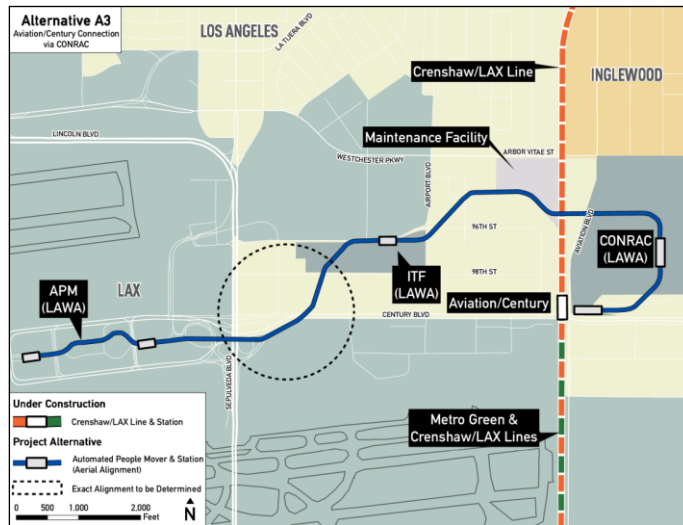 Alternative A3
Aviation/Century Connection
via CONRAC
LOS ANGELES
LA TIJERA BLVD
Crenshaw/LAX Line
INGLEWOOD
LINCOLN BLVD
Maintenance Facility
WESTCHESTER PKWY
ARBOR VITAE ST
AIRPORT BLVD
96TH ST
AVIATION BLVD
CONRAC
(LAWA)
ITF
(LAWA)
98TH ST
APM
(LAWA)
LAX
Aviation/Century
CENTURY BLVD
SEPULVEDA BLVD
Under Construction
Crenshaw/LAX Line & Station
Project Alternative
Automated People Mover & Station
(Aerial Alignment)
Exact Alignment to be Determined
0 500 1,000 2,000
Feet
N
Metro Green &
Crenshaw/LAX Lines